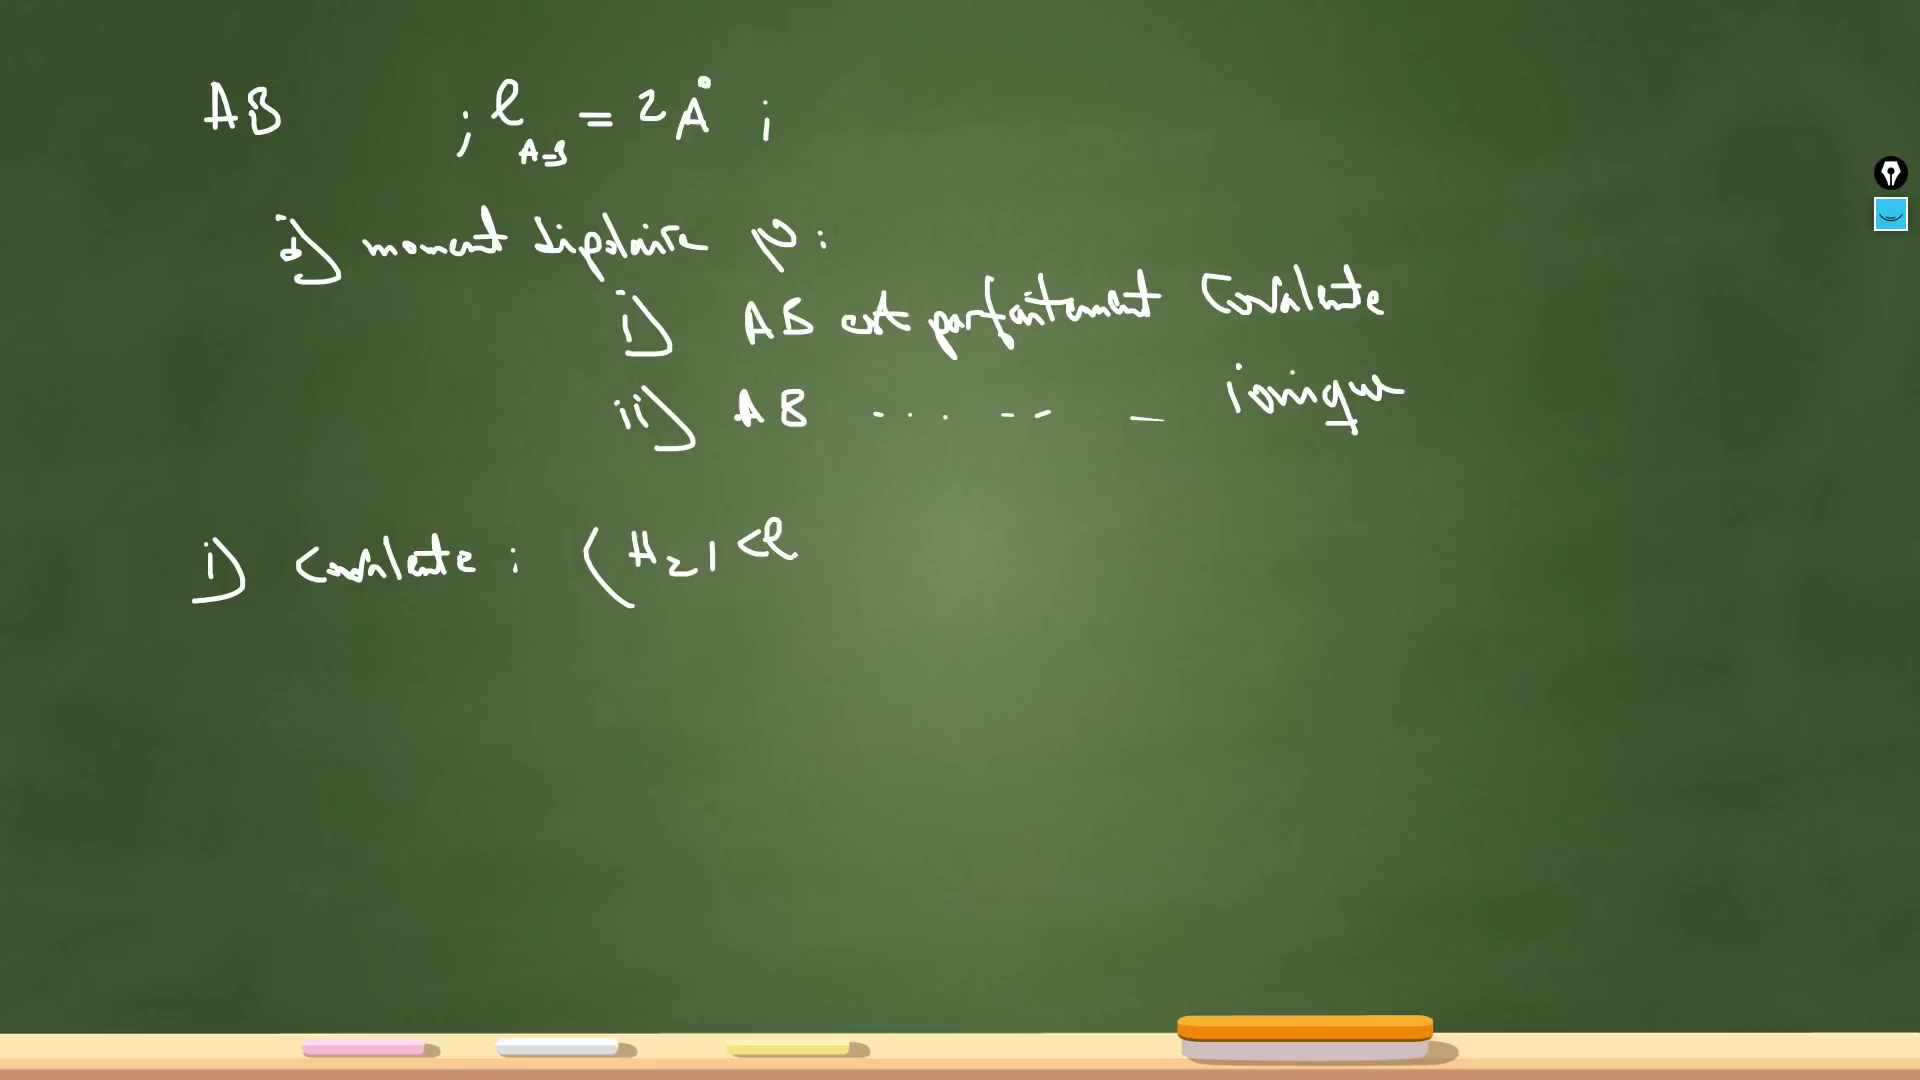 AB ; l A-B = 2 Å ;
a) moment dipolaire μ :
i) AB est parfaitement Covalente
ii) AB ..... -- _ ionique
i) Covalente : ( H2, Cl